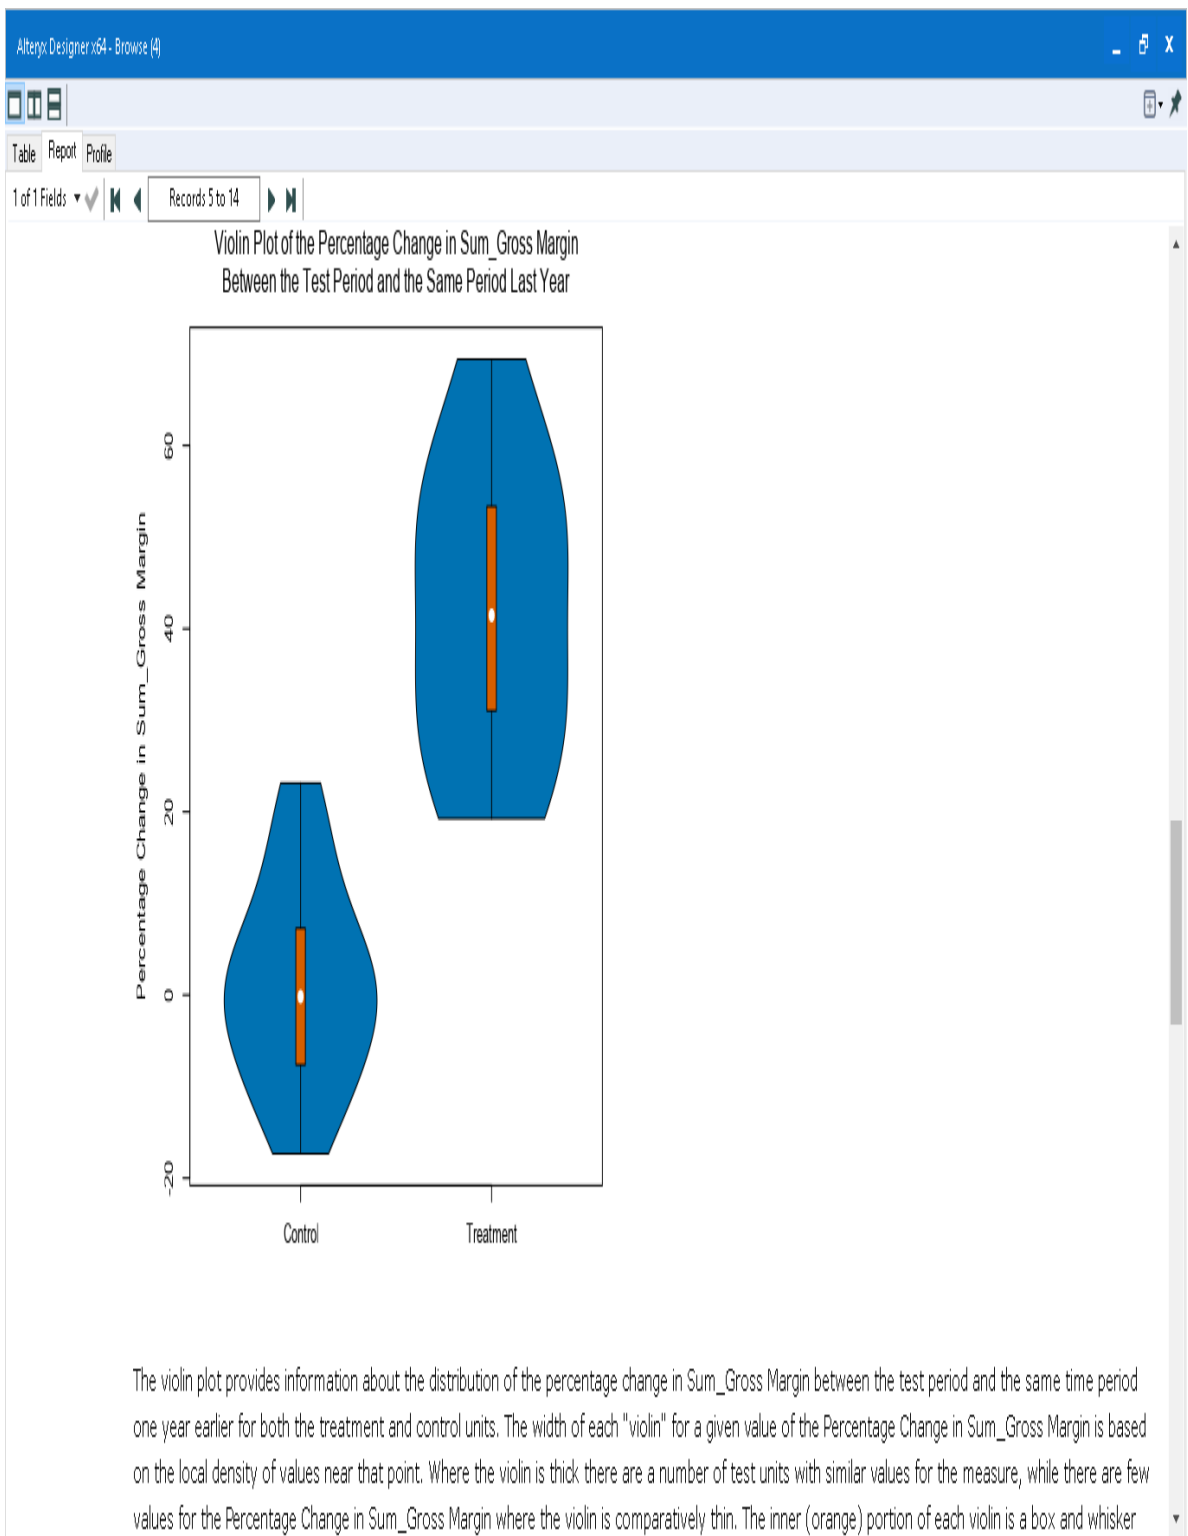 Alteryx Designer x64 - Browse (4)
Table Report Profile
1 of 1 Fields Records 5 to 14
Violin Plot of the Percentage Change in Sum_Gross Margin
Between the Test Period and the Same Period Last Year
Percentage Change in Sum_Gross Margin
60
40
20
0
-20
Control Treatment
The violin plot provides information about the distribution of the percentage change in Sum_Gross Margin between the test period and the same time period
one year earlier for both the treatment and control units. The width of each "violin" for a given value of the Percentage Change in Sum_Gross Margin is based
on the local density of values near that point. Where the violin is thick there are a number of test units with similar values for the measure, while there are few
values for the Percentage Change in Sum_Gross Margin where the violin is comparatively thin. The inner (orange) portion of each violin is a box and whisker